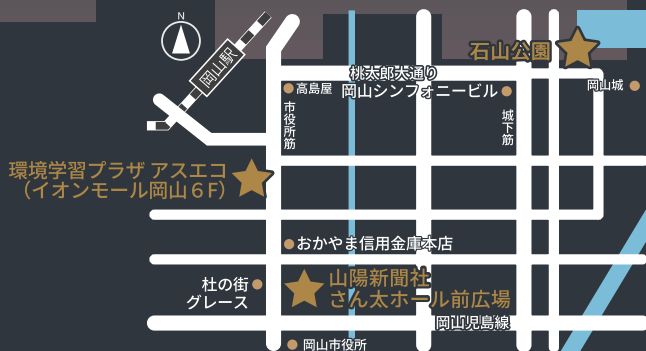 N
岡山駅
石山公園
桃太郎大通り
岡山城
高島屋
岡山シンフォニービル
市役所筋
城下筋
環境学習プラザ アスエコ
（イオンモール岡山６F）
おかやま信用金庫本店
杜の街
グレース
山陽新聞社
さん太ホール前広場
岡山児島線
岡山市役所